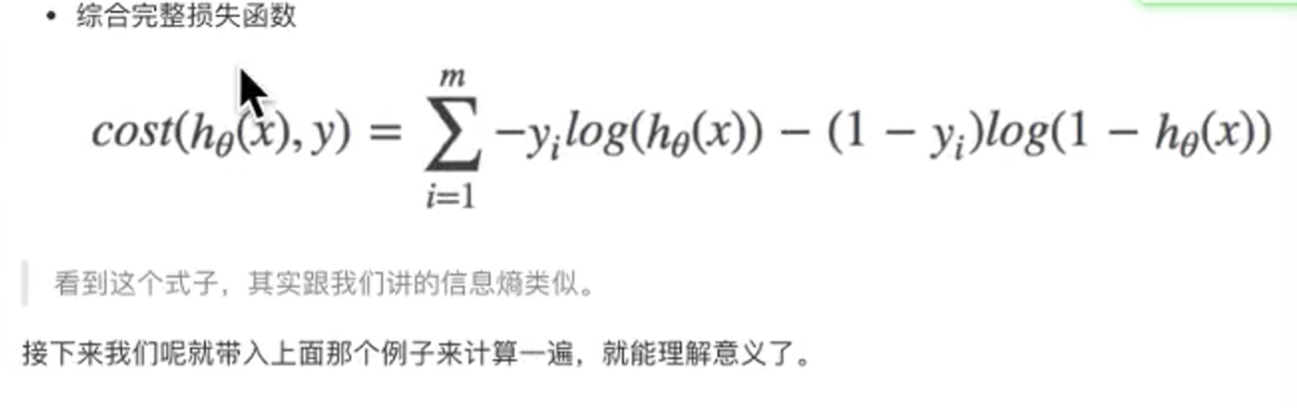 • 综合完整损失函数
$cost(h_\theta(x), y) = \sum_{i=1}^{m} -y_i log(h_\theta(x)) - (1 - y_i)log(1 - h_\theta(x))$
看到这个式子，其实跟我们讲的信息熵类似。
接下来我们呢就带入上面那个例子来计算一遍，就能理解意义了。